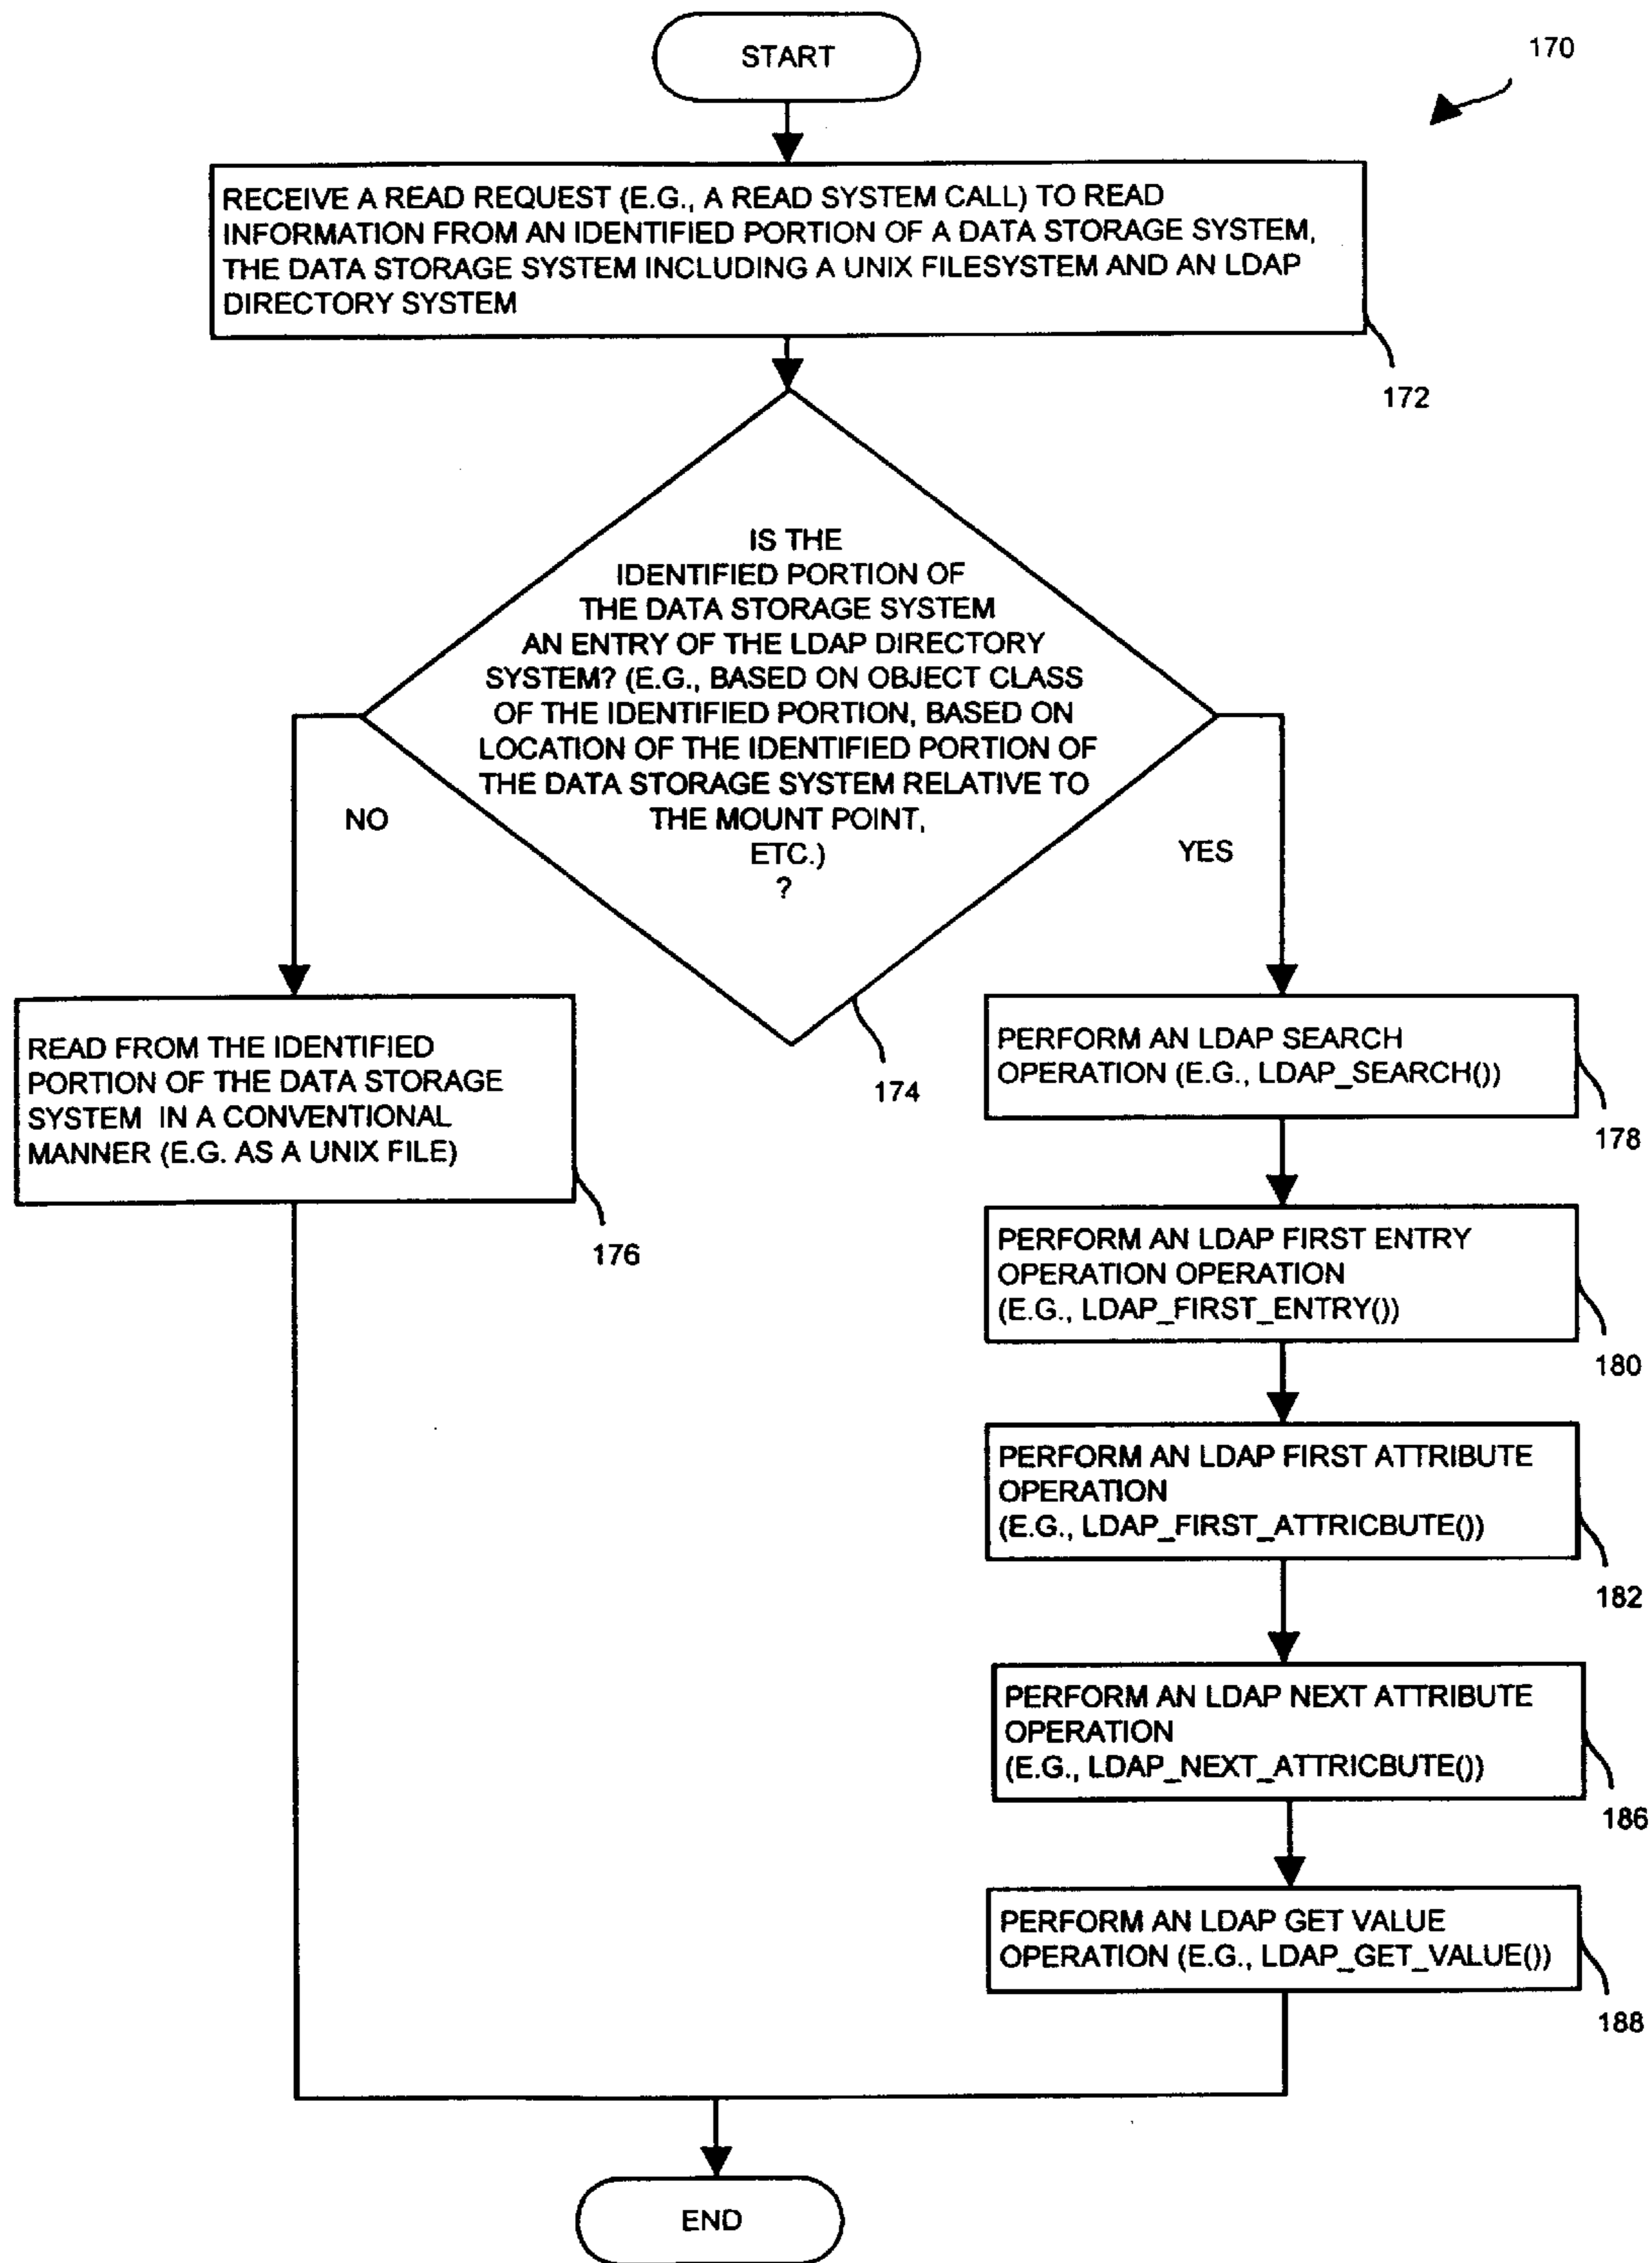 START
170
RECEIVE A READ REQUEST (E.G., A READ SYSTEM CALL) TO READ
INFORMATION FROM AN IDENTIFIED PORTION OF A DATA STORAGE SYSTEM,
THE DATA STORAGE SYSTEM INCLUDING A UNIX FILESYSTEM AND AN LDAP
DIRECTORY SYSTEM
172
IS THE
IDENTIFIED PORTION OF
THE DATA STORAGE SYSTEM
AN ENTRY OF THE LDAP DIRECTORY
SYSTEM? (E.G., BASED ON OBJECT CLASS
OF THE IDENTIFIED PORTION, BASED ON
LOCATION OF THE IDENTIFIED PORTION OF
THE DATA STORAGE SYSTEM RELATIVE TO
THE MOUNT POINT,
ETC.)
?
174
NO
YES
READ FROM THE IDENTIFIED
PORTION OF THE DATA STORAGE
SYSTEM IN A CONVENTIONAL
MANNER (E.G. AS A UNIX FILE)
176
PERFORM AN LDAP SEARCH
OPERATION (E.G., LDAP_SEARCH())
178
PERFORM AN LDAP FIRST ENTRY
OPERATION OPERATION
(E.G., LDAP_FIRST_ENTRY())
180
PERFORM AN LDAP FIRST ATTRIBUTE
OPERATION
(E.G., LDAP_FIRST_ATTRICBUTE())
182
PERFORM AN LDAP NEXT ATTRIBUTE
OPERATION
(E.G., LDAP_NEXT_ATTRICBUTE())
186
PERFORM AN LDAP GET VALUE
OPERATION (E.G., LDAP_GET_VALUE())
188
END